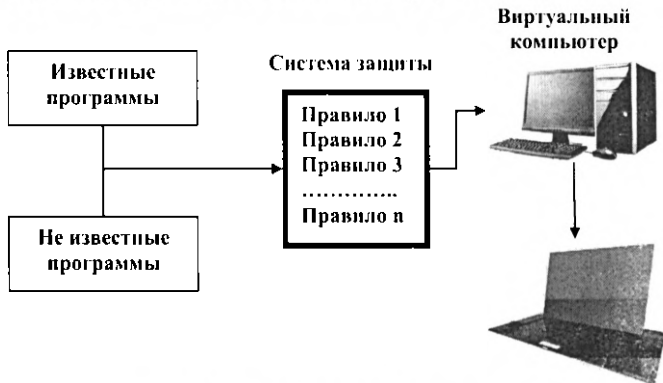 Известные
программы
Не известные
программы
Система защиты
Правило 1
Правило 2
Правило 3
..............
Правило n
Виртуальный
компьютер